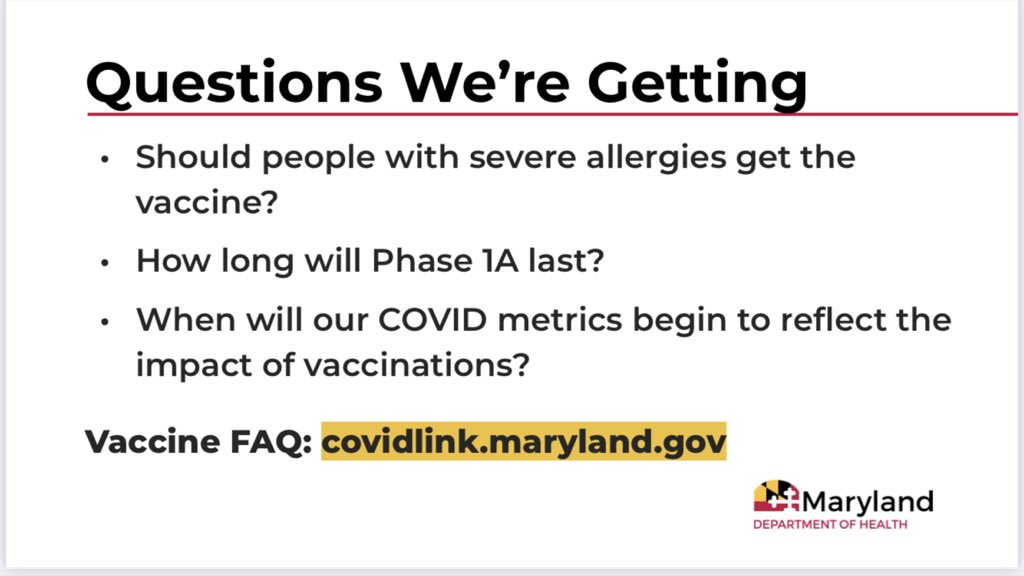 Questions We’re Getting
• Should people with severe allergies get the
vaccine?
• How long will Phase 1A last?
• When will our COVID metrics begin to reflect the
impact of vaccinations?
Vaccine FAQ: covidlink.maryland.gov
Maryland
DEPARTMENT OF HEALTH